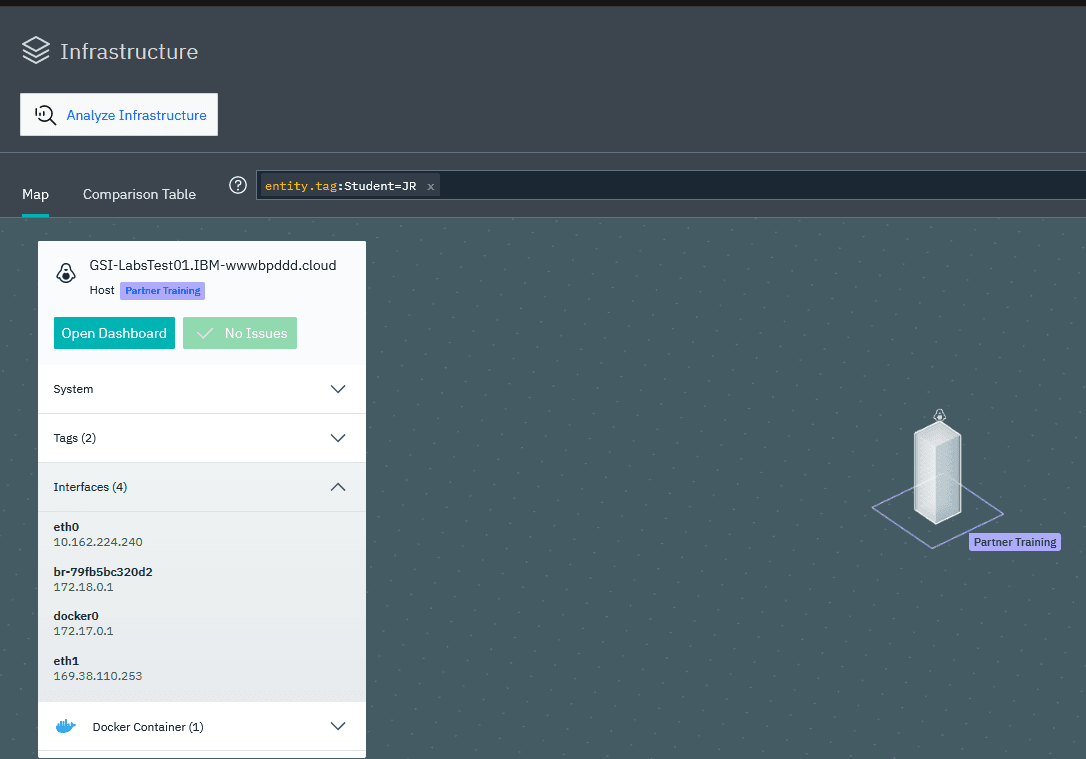 Infrastructure
Analyze Infrastructure
Map
Comparison Table
?
entity.tag:Student=JR x
GSI-LabsTest01.IBM-wwwbpddd.cloud
Host Partner Training
Open Dashboard
No Issues
System
Tags (2)
Interfaces (4)
eth0
10.162.224.240
br-79fb5bc320d2
172.18.0.1
docker0
172.17.0.1
eth1
169.38.110.253
Docker Container (1)
Partner Training